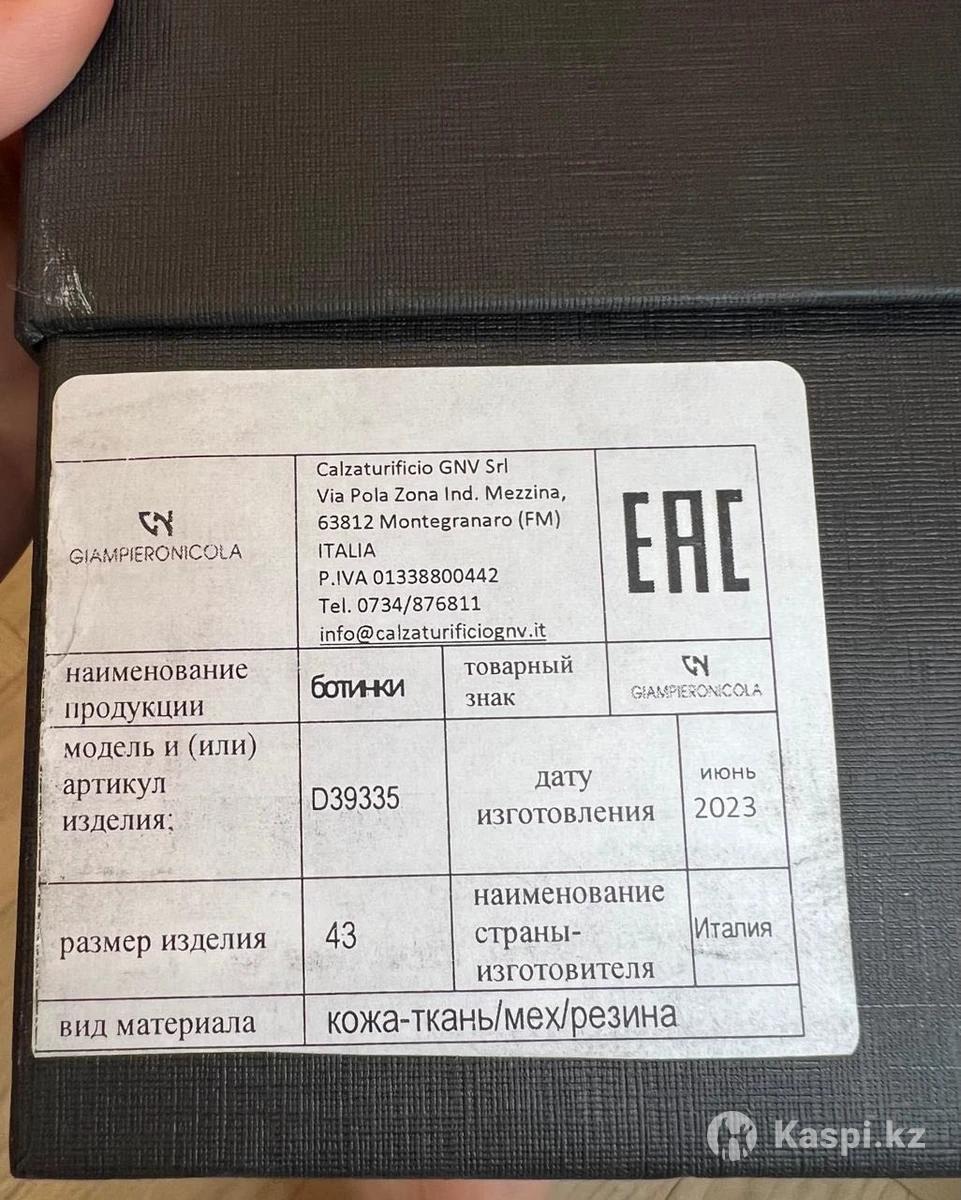 GIAMPIERONICOLA
Calzaturificio GNV Srl
Via Pola Zona Ind. Mezzina,
63812 Montegranaro (FM)
ITALIA
P.IVA 01338800442
Tel. 0734/876811
info@calzaturificiognv.it
EAC
наименование
продукции
ботинки
товарный
знак
GIAMPIERONICOLA
модель и (или)
артикул
изделия;
D39335
дату
изготовления
июнь
2023
размер изделия
43
наименование
страны-
изготовителя
Италия
вид материала
кожа-ткань/мех/резина
Kaspi.kz